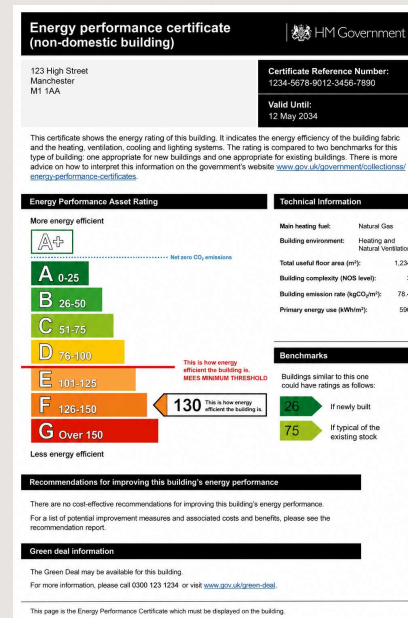 Energy performance certificate
(non-domestic building)
HM Government
123 High Street
Manchester
M1 1AA
Certificate Reference Number:
1234-5678-9012-3456-7890
Valid Until:
12 May 2034
This certificate shows the energy rating of this building. It indicates the energy efficiency of the building fabric
and the heating, ventilation, cooling and lighting systems. The rating is compared to two benchmarks for this
type of building: one appropriate for new buildings and one appropriate for existing buildings. There is more
advice on how to interpret this information on the government's website www.gov.uk/government/collectionss/
energy-performance-certificates.
Energy Performance Asset Rating
More energy efficient
A+
Net zero CO₂ emissions
A 0-25
B 26-50
C 51-75
D 76-100
This is how energy
efficient the building is.
MEES MINIMUM THRESHOLD
E 101-125
F 126-150
130 This is how energy
efficient the building is.
G Over 150
Less energy efficient
Technical Information
Main heating fuel: Natural Gas
Building environment: Heating and
Natural Ventilation
Total useful floor area (m²): 1,234
Building complexity (NOS level):
Building emission rate (kgCO₂/m²): 78.
Primary energy use (kWh/m²): 590
Benchmarks
Buildings similar to this one
could have ratings as follows:
26 If newly built
75 If typical of the
existing stock
Recommendations for improving this building's energy performance
There are no cost-effective recommendations for improving this building's energy performance.
For a list of potential improvement measures and associated costs and benefits, please see the
recommendation report.
Green deal information
The Green Deal may be available for this building.
For more information, please call 0300 123 1234 or visit www.gov.uk/green-deal.
This page is the Energy Performance Certificate which must be displayed on the building.